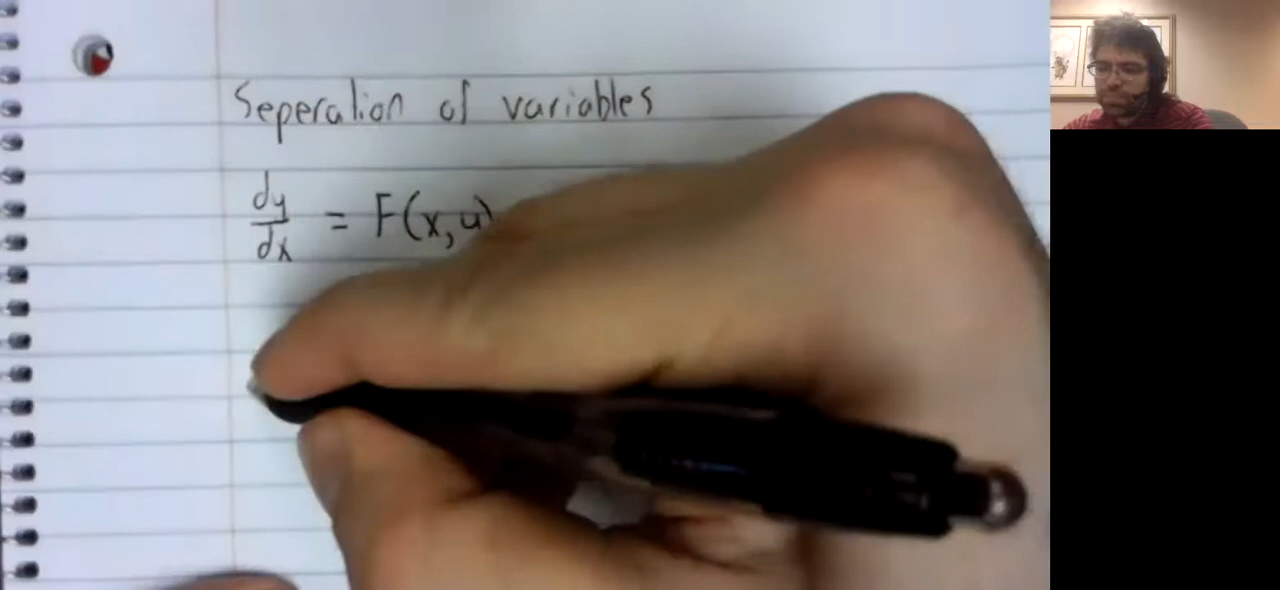 Seperation of variables
dy/dx = F(x,y)